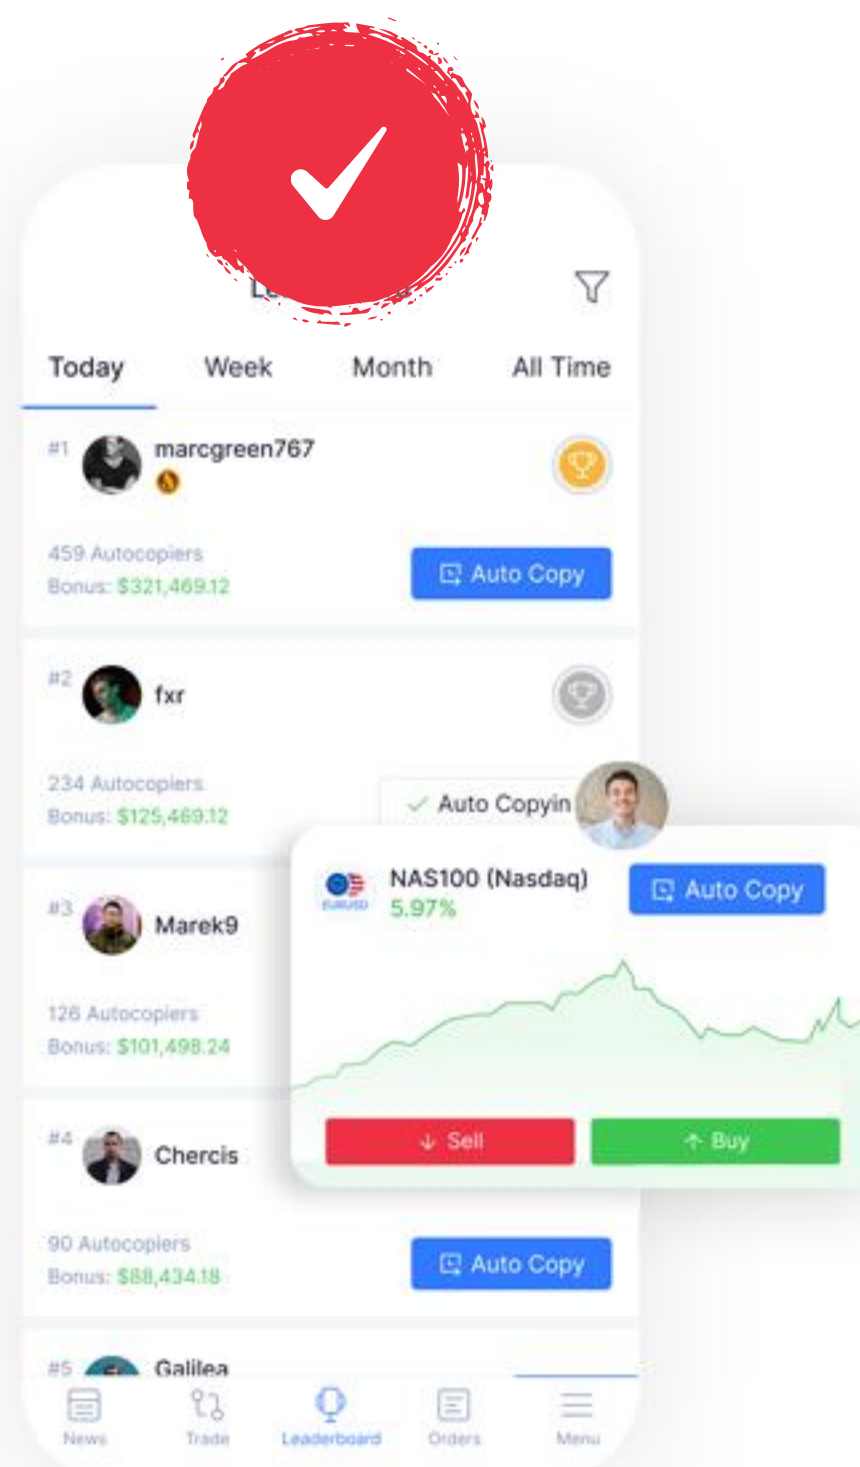 Today Week Month All Time
#1 marcgreen767
459 Autocopiers
Bonus: $321,469.12
Auto Copy
#2 fxr
234 Autocopiers
Bonus: $125,469.12
Auto Copyin
#3 Marek9
126 Autocopiers
Bonus: $101,498.24
NAS100 (Nasdaq)
5.97%
EURUSD
Auto Copy
Sell
Buy
#4 Chercis
90 Autocopiers
Bonus: $88,434.18
Auto Copy
#5 Galilea
News Trade Leaderboard Orders Menu